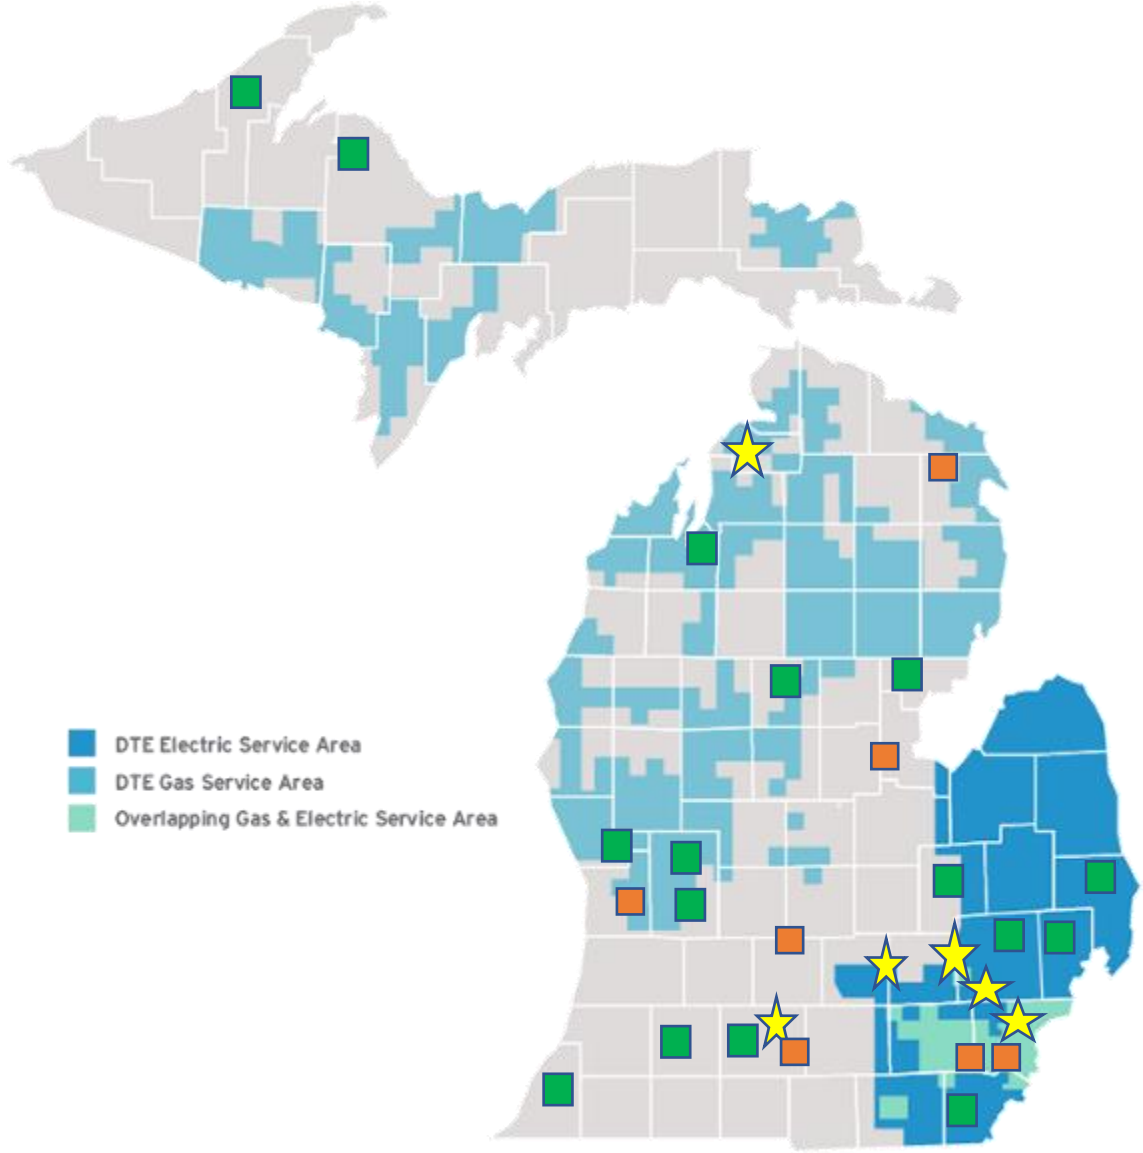 DTE Electric Service Area
DTE Gas Service Area
Overlapping Gas & Electric Service Area